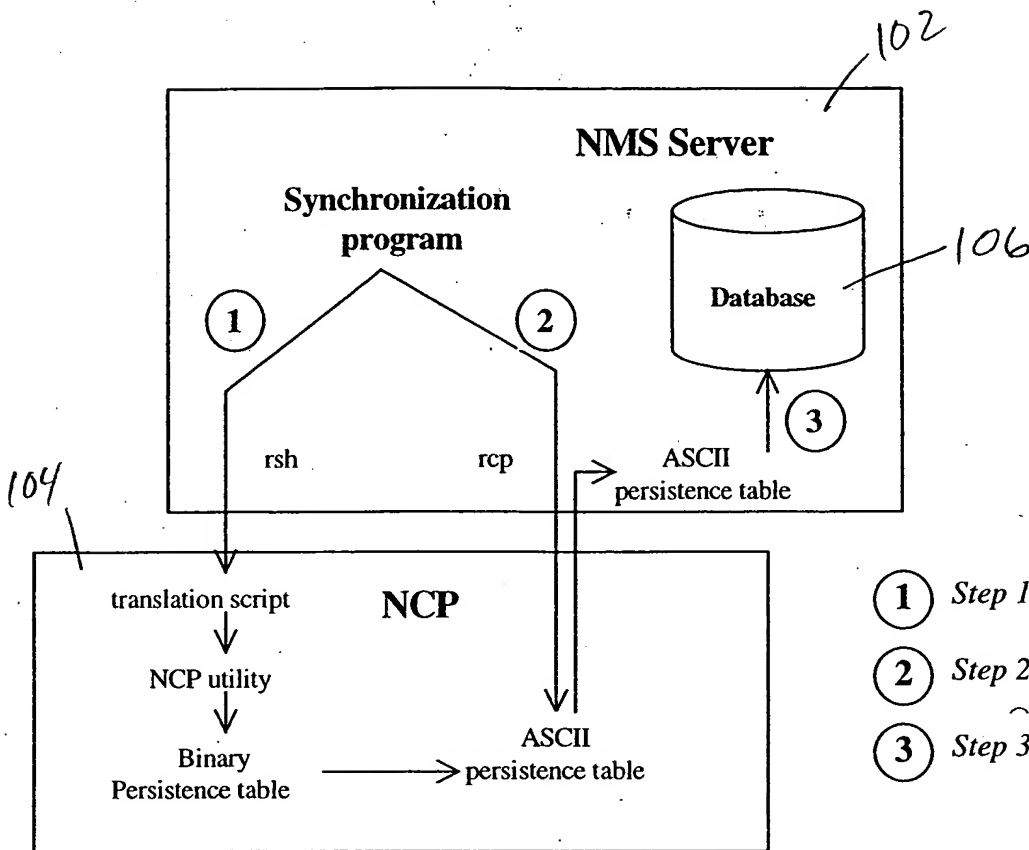 102
NMS Server
Synchronization
program
106
Database
1
2
3
rsh
rcp
ASCII
persistence table
104
translation script
NCP
NCP utility
Binary
Persistence table
ASCII
persistence table
1 Step 1
2 Step 2
3 Step 3